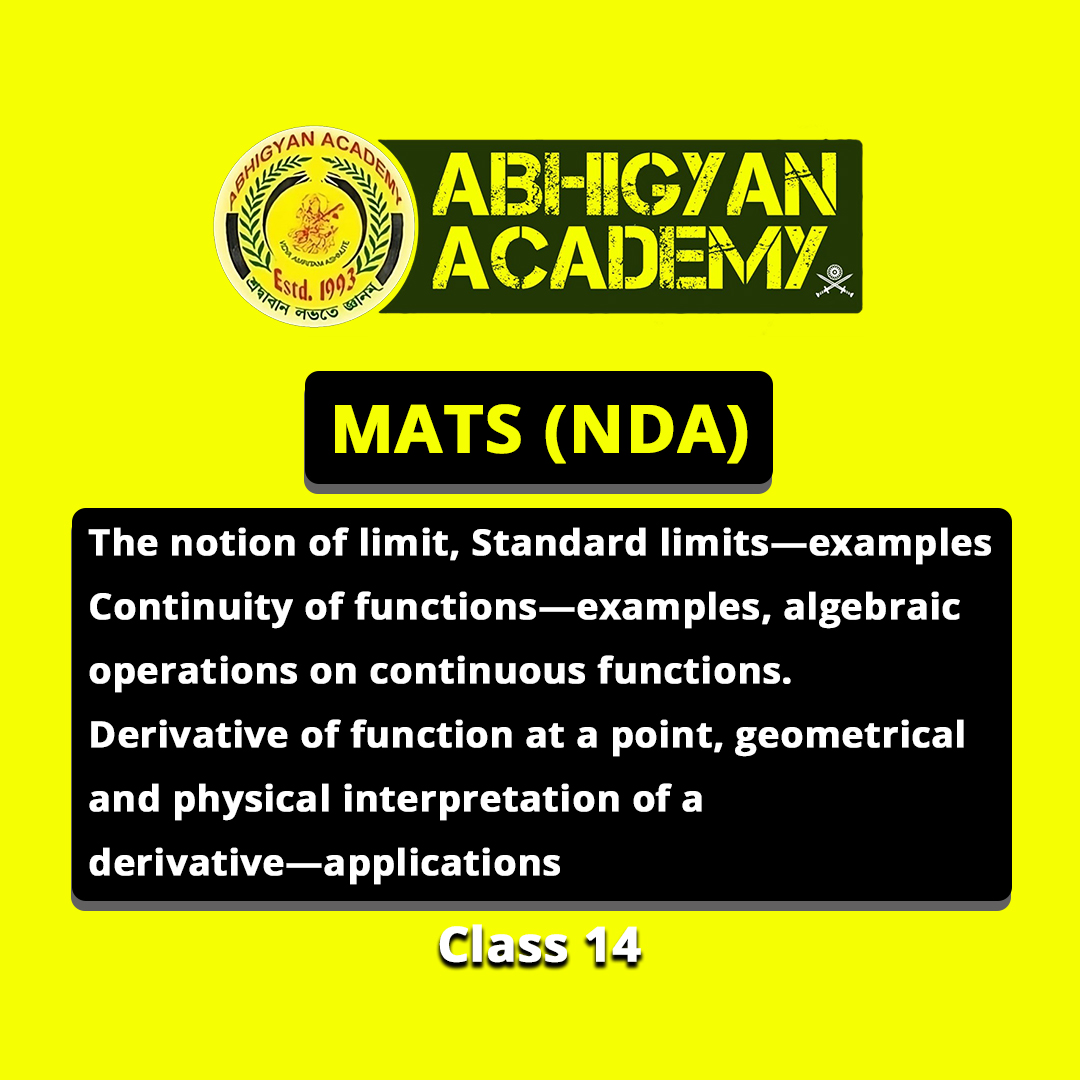 ABHIGYAN ACADEMY
VIDYA AMRITAM ASHNUTE
Estd. 1993
শ্রদ্ধাবান লভতে জ্ঞানম্
ABHIGYAN
ACADEMY
MATS (NDA)
The notion of limit, Standard limits—examples
Continuity of functions—examples, algebraic
operations on continuous functions.
Derivative of function at a point, geometrical
and physical interpretation of a
derivative—applications
Class 14